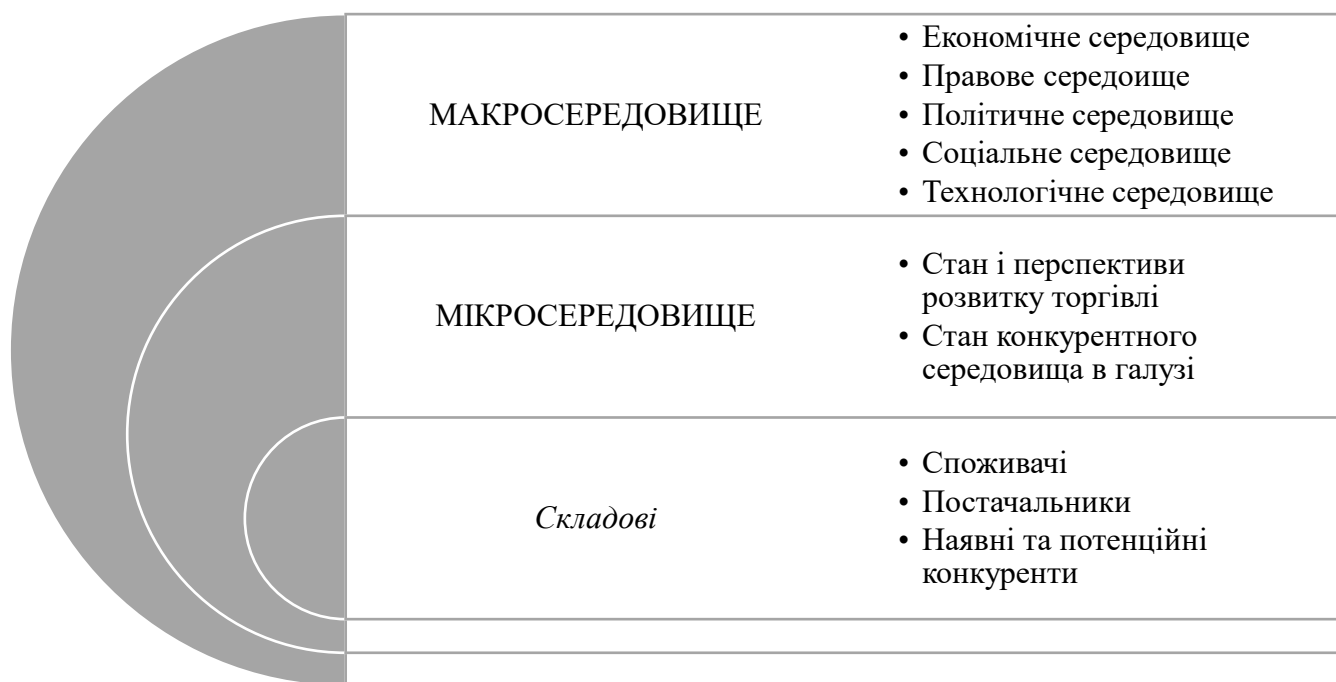 МАКРОСЕРЕДОВИЩЕ
• Економічне середовище
• Правове середоище
• Політичне середовище
• Соціальне середовище
• Технологічне середовище
МІКРОСЕРЕДОВИЩЕ
• Стан і перспективи
розвитку торгівлі
• Стан конкурентного
середовища в галузі
Складові
• Споживачі
• Постачальники
• Наявні та потенційні
конкуренти